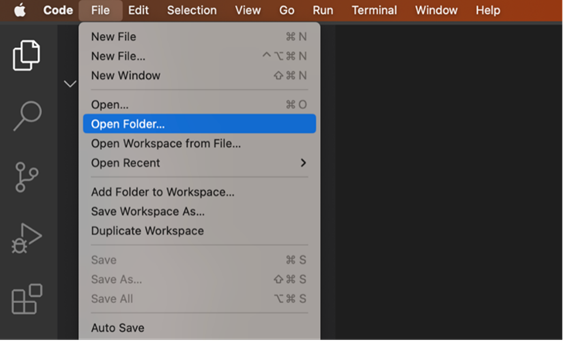 Code File Edit Selection View Go Run Terminal Window Help
New File ⌘ N
New File... ^⌥⌘ N
New Window ⇧⌘ N
Open... ⌘ O
Open Folder...
Open Workspace from File...
Open Recent
Add Folder to Workspace...
Save Workspace As...
Duplicate Workspace
Save ⌘ S
Save As... ⇧⌘ S
Save All ⌥⌘ S
Auto Save